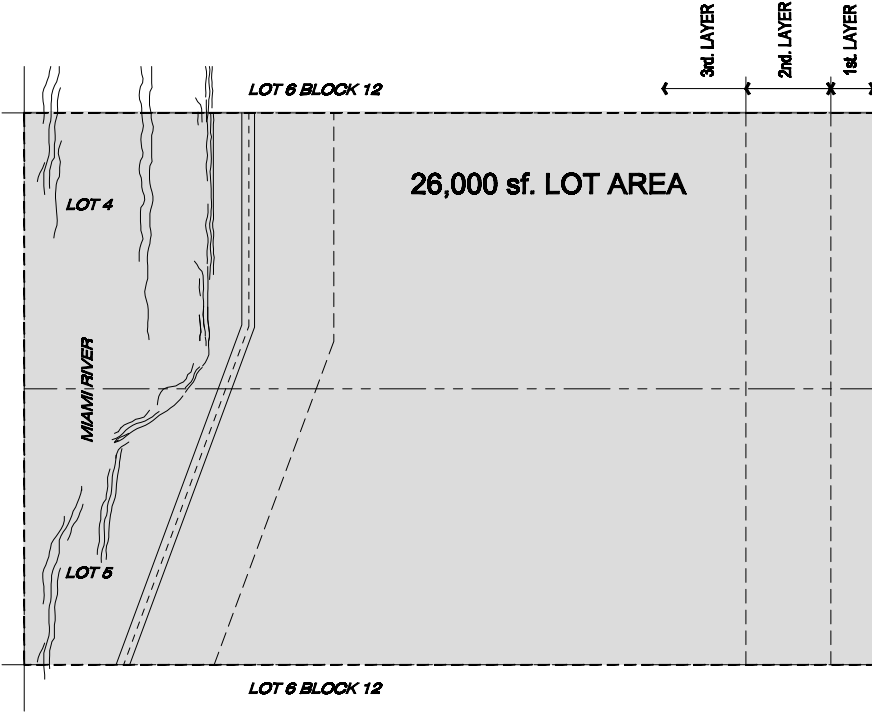 3rd. LAYER
2nd. LAYER
1st. LAYER
LOT 6 BLOCK 12
26,000 sf. LOT AREA
LOT 4
MIAMI RIVER
LOT 5
LOT 6 BLOCK 12